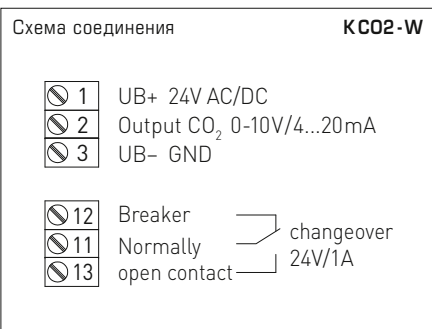 Схема соединения KCO2-W
1 UB+ 24V AC/DC
2 Output CO₂ 0-10V/4...20mA
3 UB– GND
12 Breaker
11 Normally
13 open contact
changeover
24V/1A